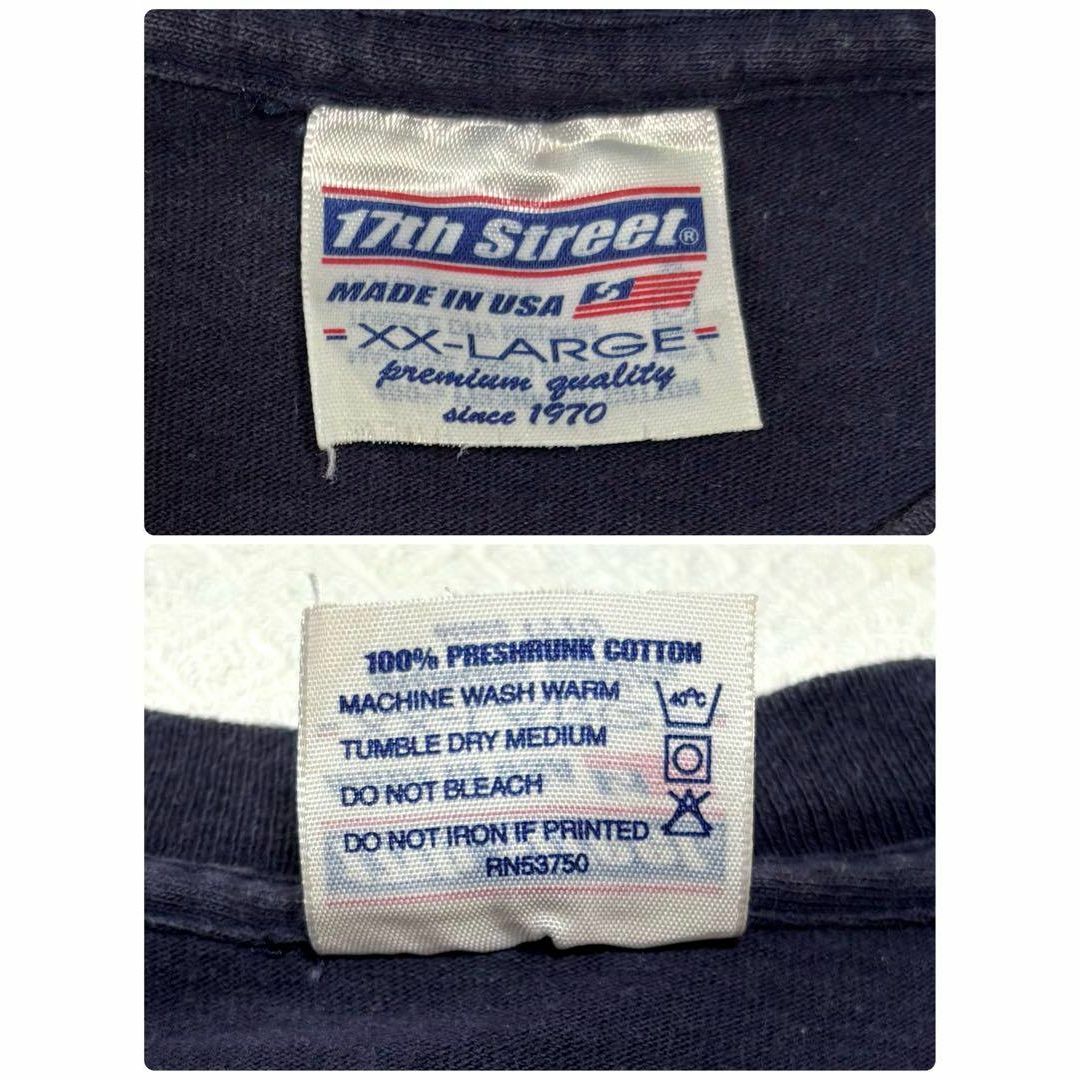 17th Street®
MADE IN USA
XX-LARGE
premium quality
since 1970
100% PRESHRUNK COTTON
MACHINE WASH WARM
40°C
TUMBLE DRY MEDIUM
DO NOT BLEACH
DO NOT IRON IF PRINTED
RN53750